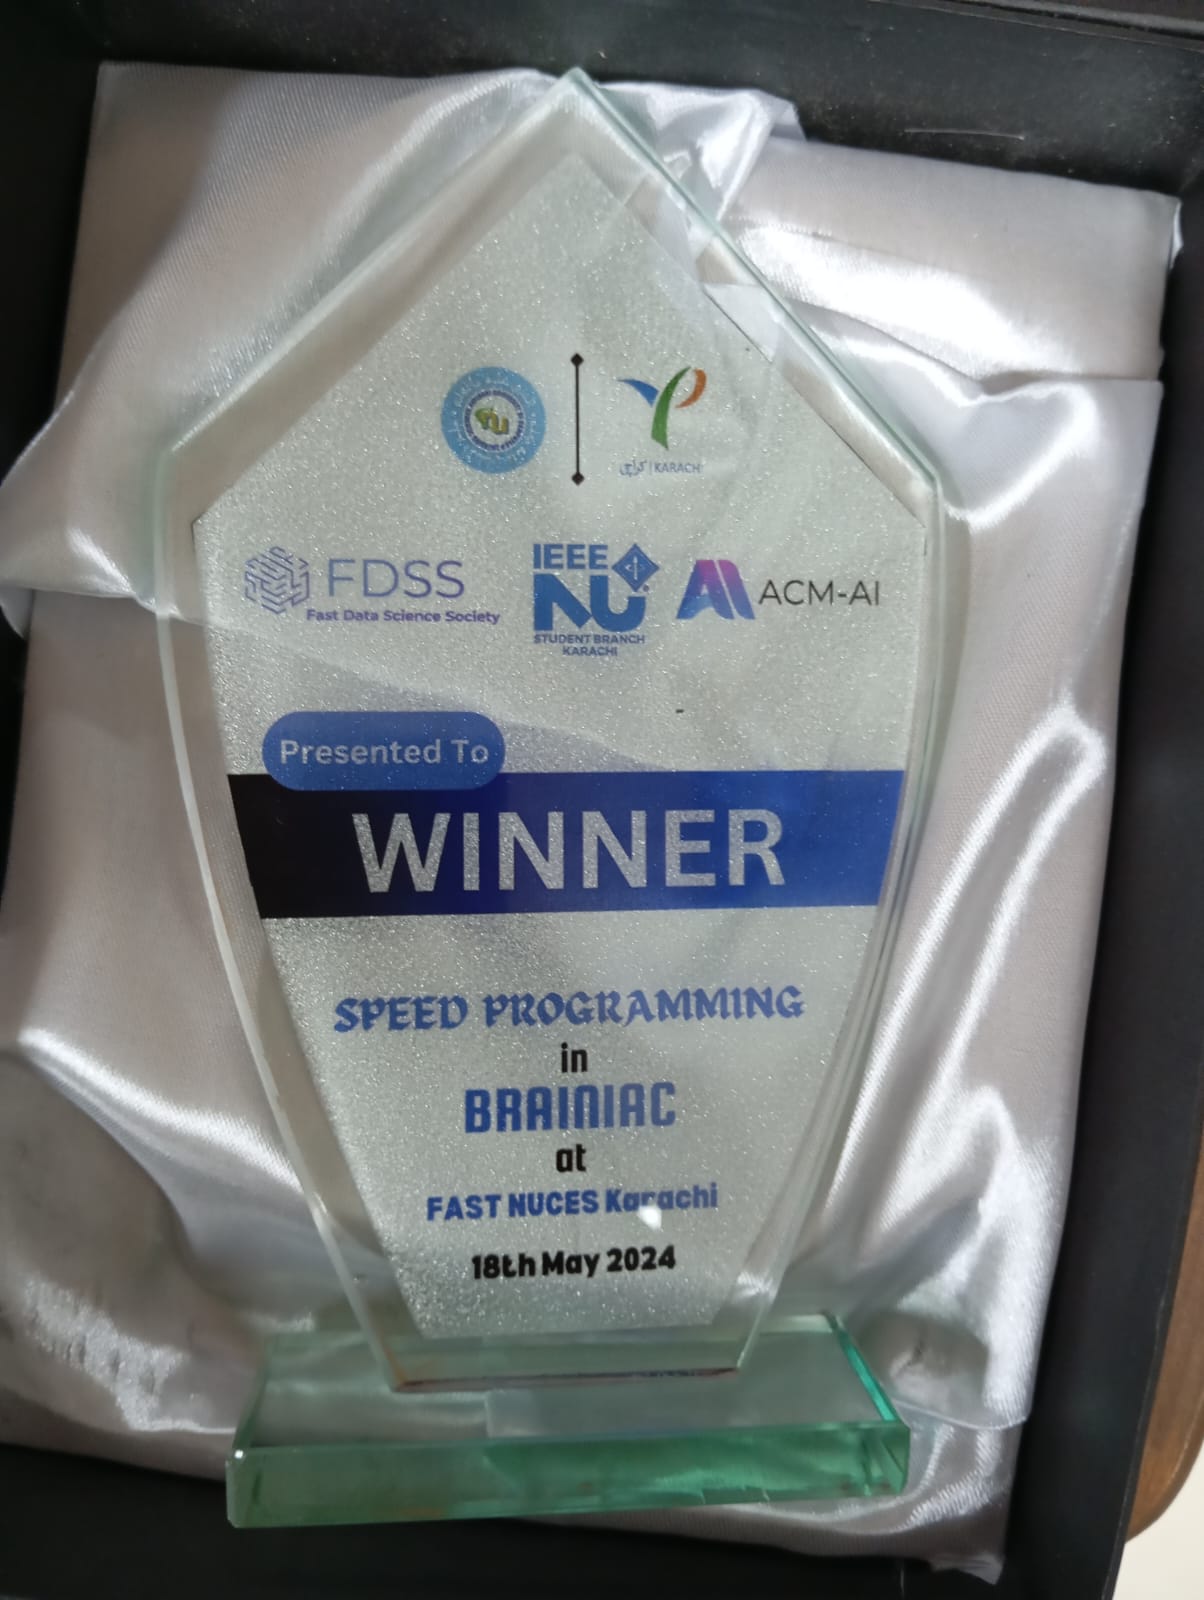 KARACHI
FDSS
Fast Data Science Society
IEEE
NU
STUDENT BRANCH
KARACHI
ACM-AI
Presented To
WINNER
SPEED PROGRAMMING
in
BRAINIAC
at
FAST NUCES Karachi
18th May 2024